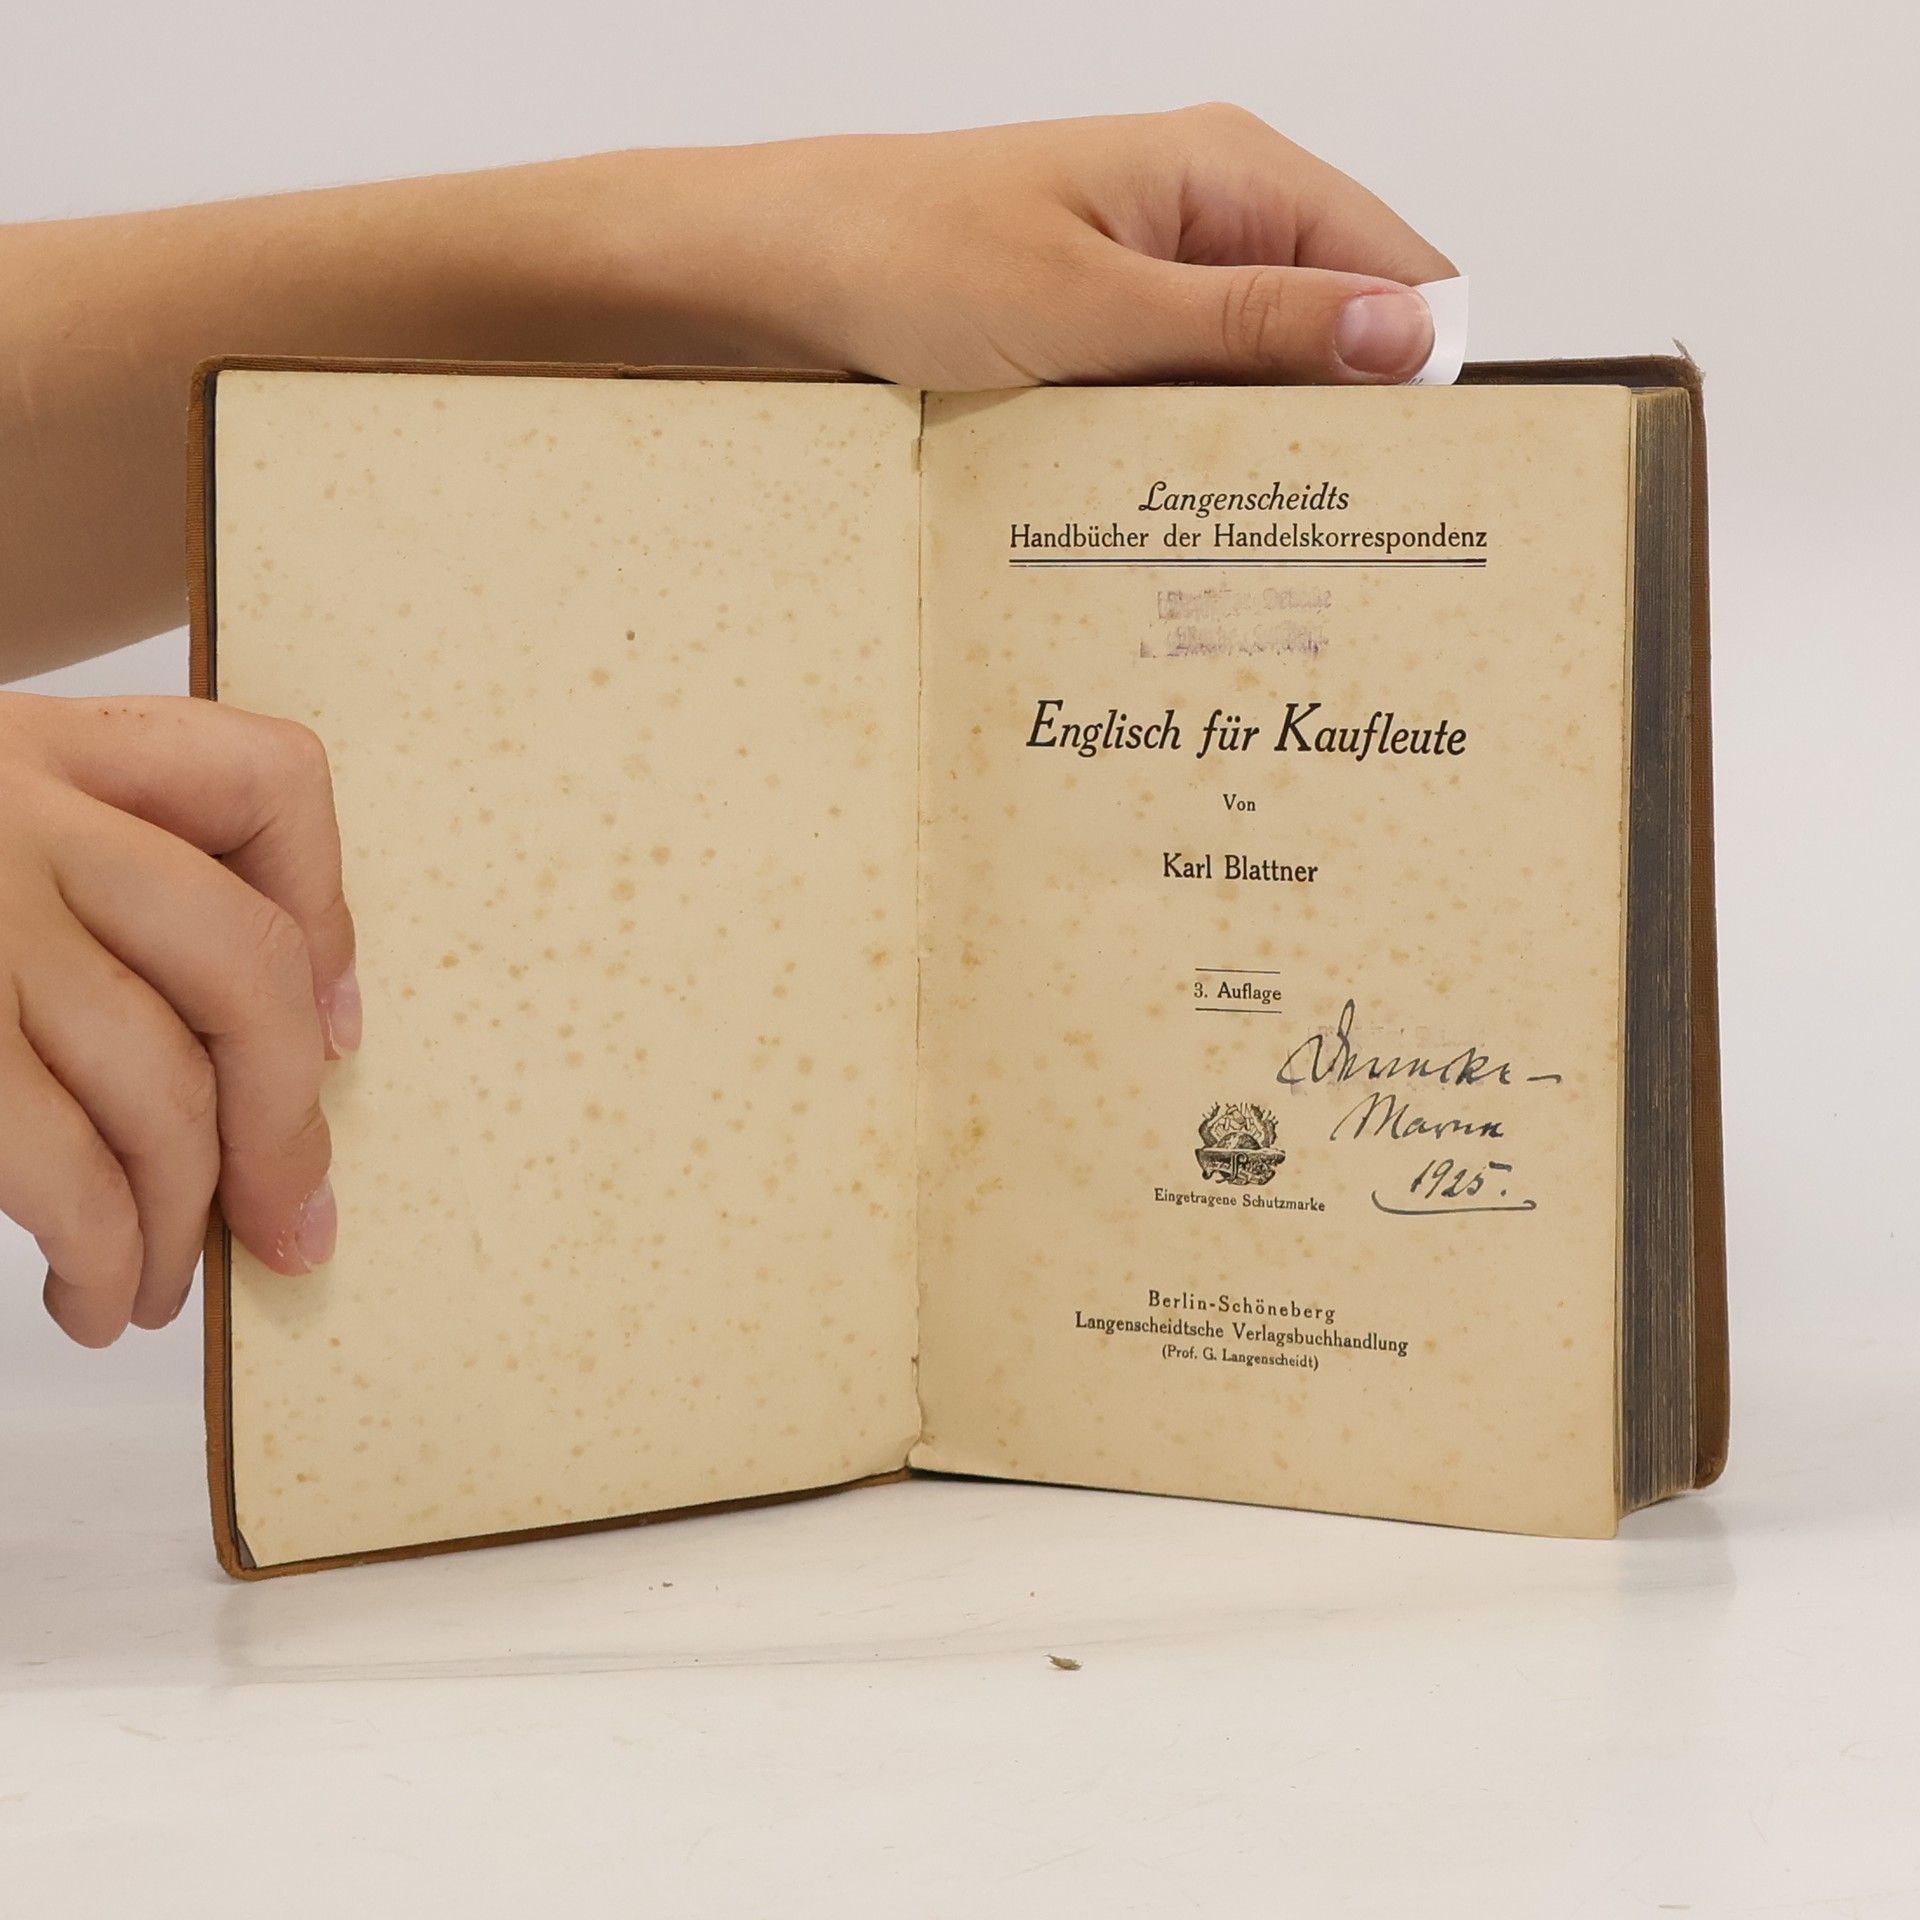 Langenscheidts
Handbücher der Handelskorrespondenz
Englisch für Kaufleute
Von
Karl Blattner
3. Auflage
Marne
1925.
Eingetragene Schutzmarke
Berlin-Schöneberg
Langenscheidtsche Verlagsbuchhandlung
(Prof. G. Langenscheidt)